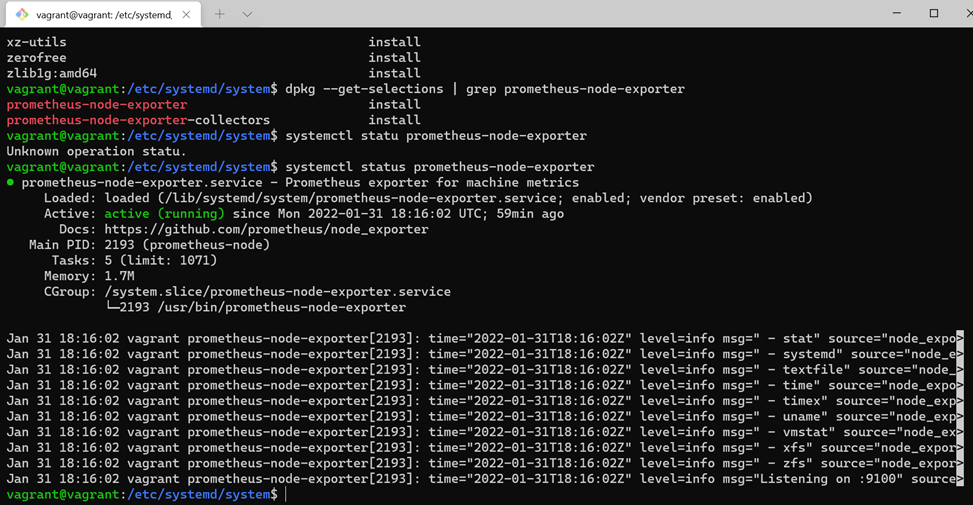 vagrant@vagrant: /etc/systemd,
xz-utils install
zerofree install
zlib1g:amd64 install
vagrant@vagrant:/etc/systemd/system$ dpkg --get-selections | grep prometheus-node-exporter
prometheus-node-exporter install
prometheus-node-exporter-collectors install
vagrant@vagrant:/etc/systemd/system$ systemctl statu prometheus-node-exporter
Unknown operation statu.
vagrant@vagrant:/etc/systemd/system$ systemctl status prometheus-node-exporter
● prometheus-node-exporter.service - Prometheus exporter for machine metrics
Loaded: loaded (/lib/systemd/system/prometheus-node-exporter.service; enabled; vendor preset: enabled)
Active: active (running) since Mon 2022-01-31 18:16:02 UTC; 59min ago
Docs: https://github.com/prometheus/node_exporter
Main PID: 2193 (prometheus-node)
Tasks: 5 (limit: 1071)
Memory: 1.7M
CGroup: /system.slice/prometheus-node-exporter.service
└─2193 /usr/bin/prometheus-node-exporter
Jan 31 18:16:02 vagrant prometheus-node-exporter[2193]: time="2022-01-31T18:16:02Z" level=info msg=" - stat" source="node_expo>
Jan 31 18:16:02 vagrant prometheus-node-exporter[2193]: time="2022-01-31T18:16:02Z" level=info msg=" - systemd" source="node_e>
Jan 31 18:16:02 vagrant prometheus-node-exporter[2193]: time="2022-01-31T18:16:02Z" level=info msg=" - textfile" source="node_>
Jan 31 18:16:02 vagrant prometheus-node-exporter[2193]: time="2022-01-31T18:16:02Z" level=info msg=" - time" source="node_expo>
Jan 31 18:16:02 vagrant prometheus-node-exporter[2193]: time="2022-01-31T18:16:02Z" level=info msg=" - timex" source="node_exp>
Jan 31 18:16:02 vagrant prometheus-node-exporter[2193]: time="2022-01-31T18:16:02Z" level=info msg=" - uname" source="node_exp>
Jan 31 18:16:02 vagrant prometheus-node-exporter[2193]: time="2022-01-31T18:16:02Z" level=info msg=" - vmstat" source="node_ex>
Jan 31 18:16:02 vagrant prometheus-node-exporter[2193]: time="2022-01-31T18:16:02Z" level=info msg=" - xfs" source="node_expor>
Jan 31 18:16:02 vagrant prometheus-node-exporter[2193]: time="2022-01-31T18:16:02Z" level=info msg=" - zfs" source="node_expor>
Jan 31 18:16:02 vagrant prometheus-node-exporter[2193]: time="2022-01-31T18:16:02Z" level=info msg="Listening on :9100" source>
vagrant@vagrant:/etc/systemd/system$